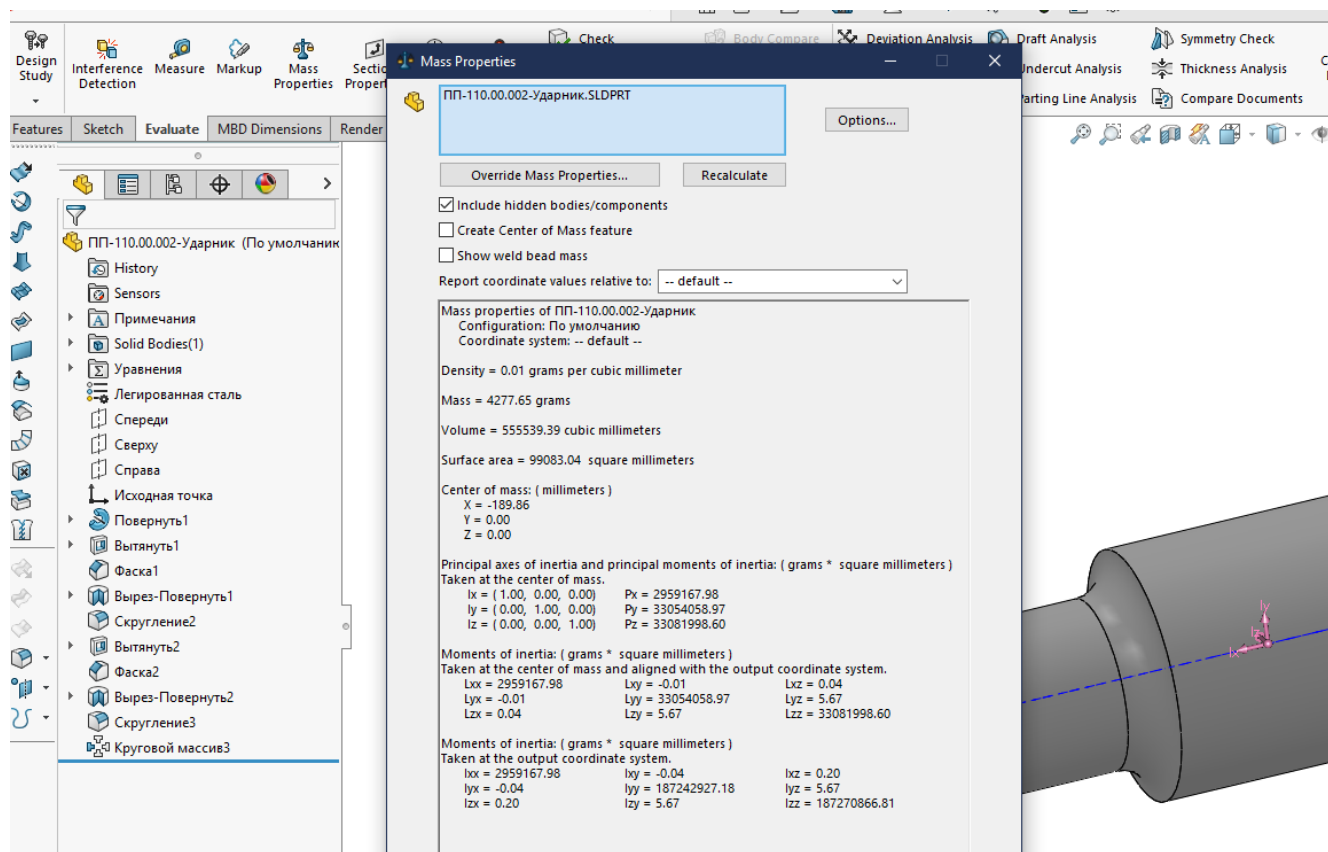 Check
Body Compare
Deviation Analysis
Draft Analysis
Symmetry Check
Design Study
Interference Detection
Measure
Markup
Mass Properties
Undercut Analysis
Thickness Analysis
Parting Line Analysis
Compare Documents
Features
Sketch
Evaluate
MBD Dimensions
Render
ПП-110.00.002-Ударник (По умолчанию
History
Sensors
Примечания
Solid Bodies(1)
Уравнения
Легированная сталь
Спереди
Сверху
Справа
Исходная точка
Повернуть1
Вытянуть1
Фаска1
Вырез-Повернуть1
Скругление2
Вытянуть2
Фаска2
Вырез-Повернуть2
Скругление3
Круговой массив3
Mass Properties
ПП-110.00.002-Ударник.SLDPRT
Options...
Override Mass Properties...
Recalculate
Include hidden bodies/components
Create Center of Mass feature
Show weld bead mass
Report coordinate values relative to: -- default --
Mass properties of ПП-110.00.002-Ударник
Configuration: По умолчанию
Coordinate system: -- default --
Density = 0.01 grams per cubic millimeter
Mass = 4277.65 grams
Volume = 555539.39 cubic millimeters
Surface area = 99083.04 square millimeters
Center of mass: ( millimeters )
X = -189.86
Y = 0.00
Z = 0.00
Principal axes of inertia and principal moments of inertia: ( grams * square millimeters )
Taken at the center of mass.
Ix = ( 1.00, 0.00, 0.00) Px = 2959167.98
Iy = ( 0.00, 1.00, 0.00) Py = 33054058.97
Iz = ( 0.00, 0.00, 1.00) Pz = 33081998.60
Moments of inertia: ( grams * square millimeters )
Taken at the center of mass and aligned with the output coordinate system.
Lxx = 2959167.98 Lxy = -0.01 Lxz = 0.04
Lyx = -0.01 Lyy = 33054058.97 Lyz = 5.67
Lzx = 0.04 Lzy = 5.67 Lzz = 33081998.60
Moments of inertia: ( grams * square millimeters )
Taken at the output coordinate system.
Ixx = 2959167.98 Ixy = -0.04 Ixz = 0.20
Iyx = -0.04 Iyy = 187242927.18 Iyz = 5.67
Izx = 0.20 Izy = 5.67 Izz = 187270866.81
Iy
Iz
Ix